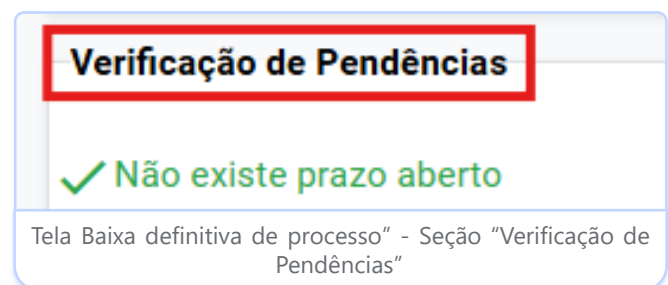 Verificação de Pendências
Não existe prazo aberto
Tela Baixa definitiva de processo” - Seção “Verificação de
Pendências”